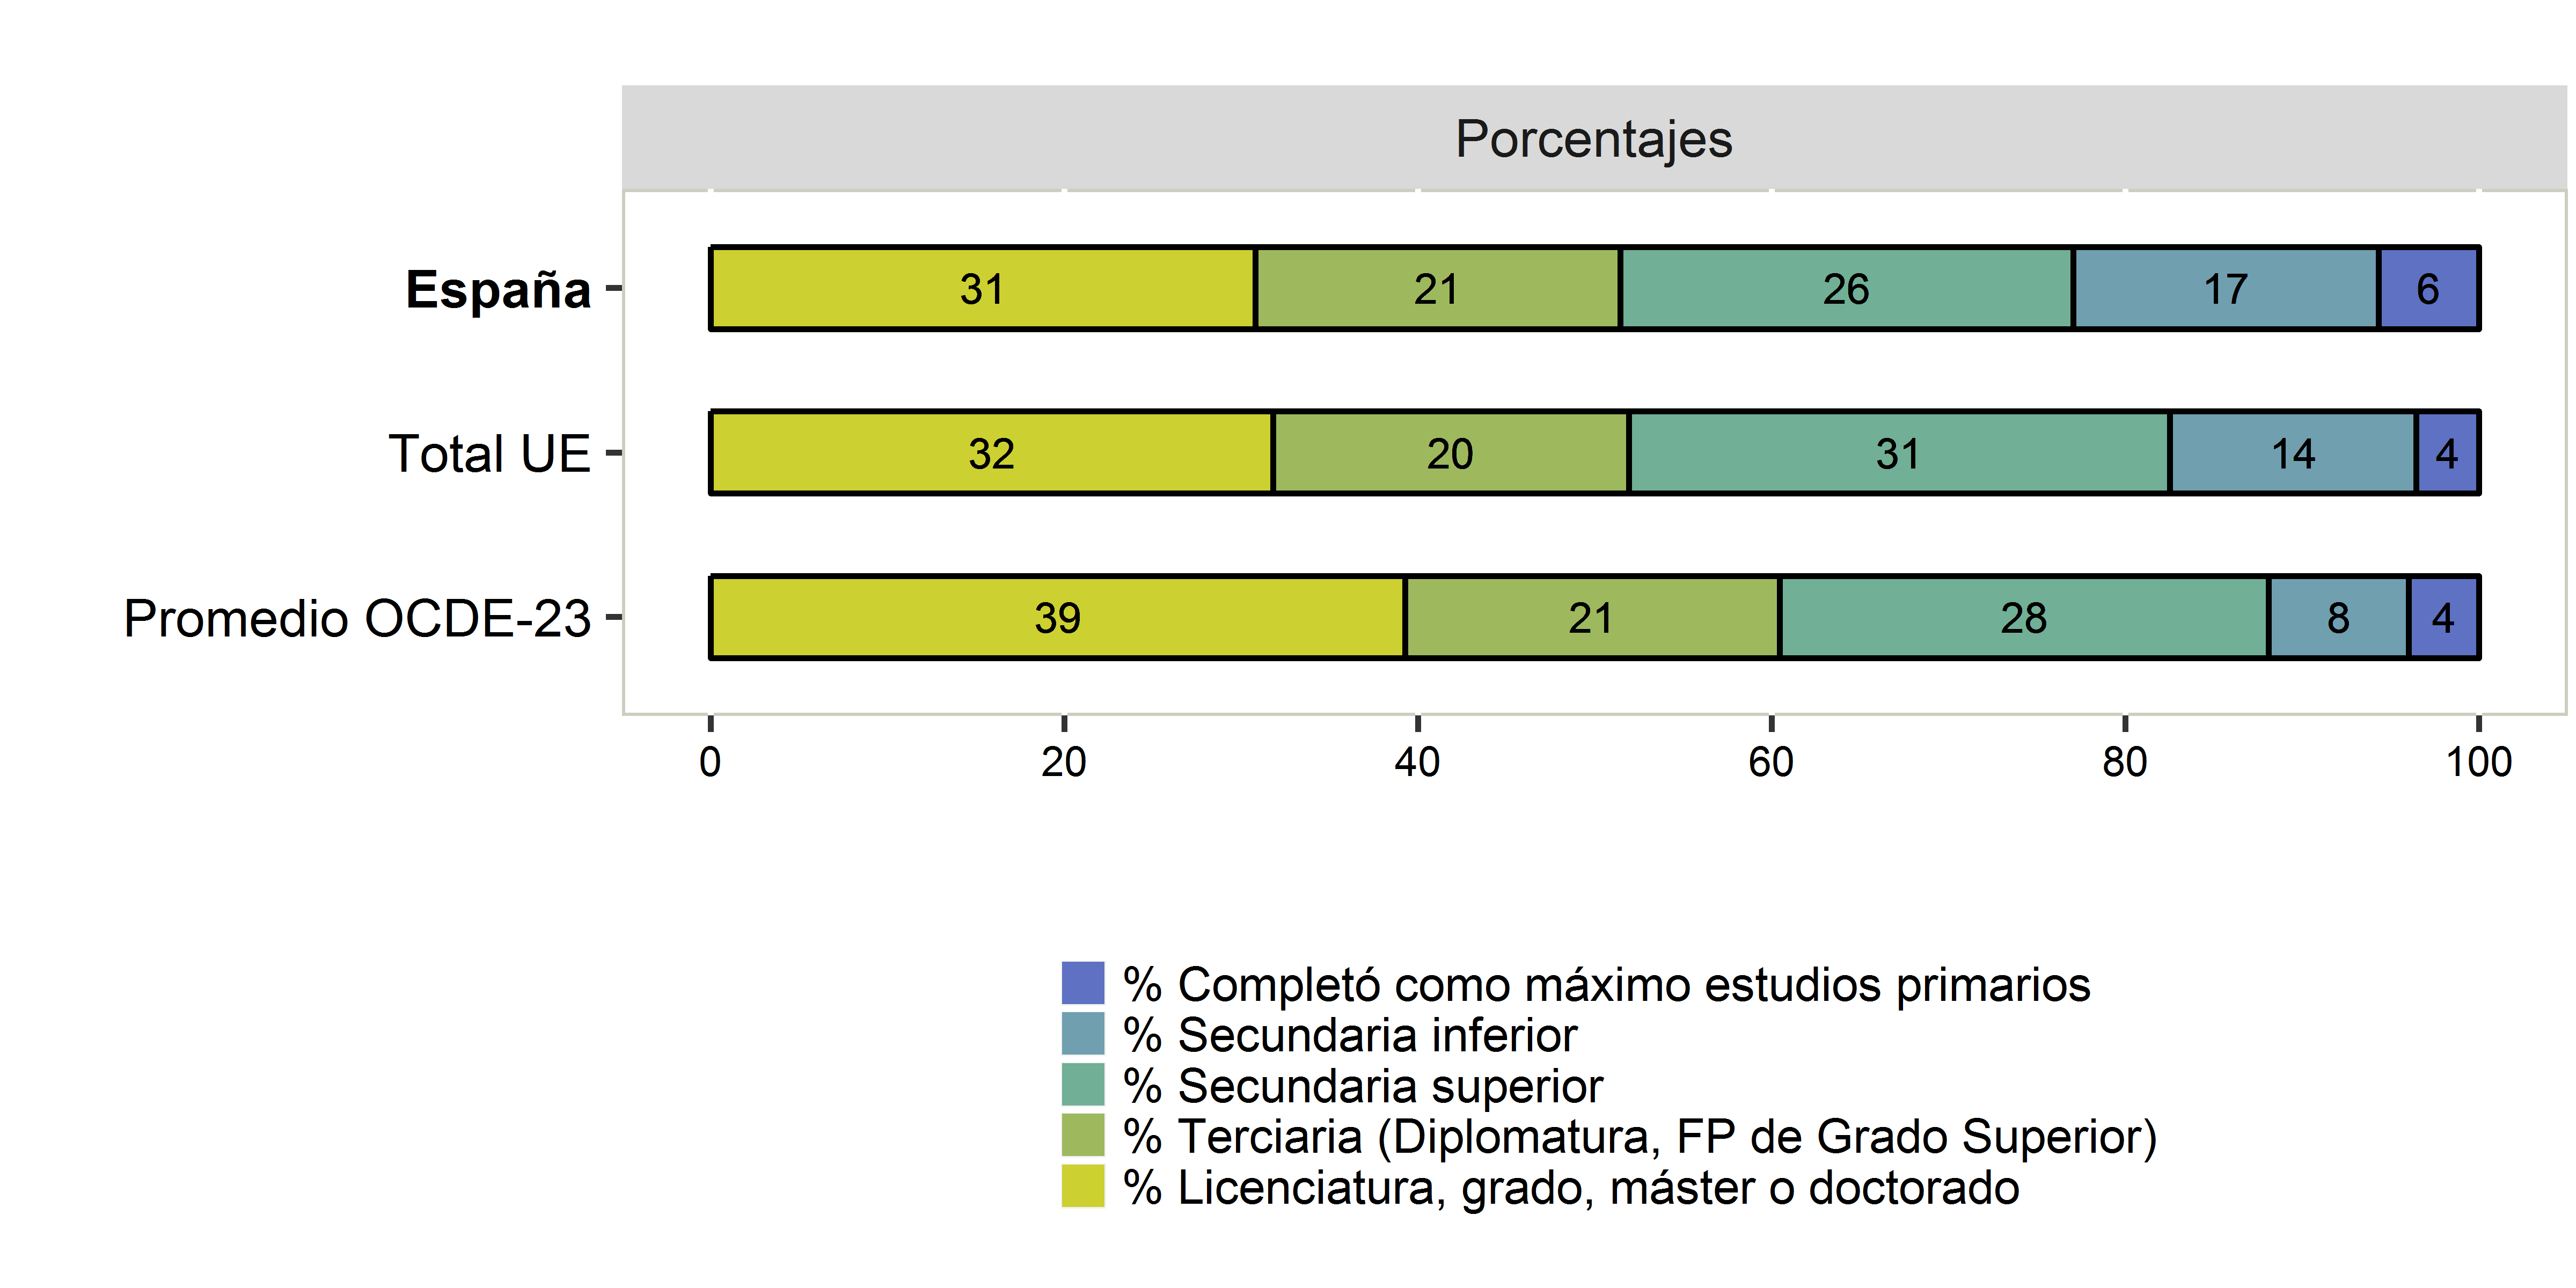 Porcentajes
España 31 21 26 17 6
Total UE 32 20 31 14 4
Promedio OCDE-23 39 21 28 8 4
0 20 40 60 80 100
% Completó como máximo estudios primarios
% Secundaria inferior
% Secundaria superior
% Terciaria (Diplomatura, FP de Grado Superior)
% Licenciatura, grado, máster o doctorado